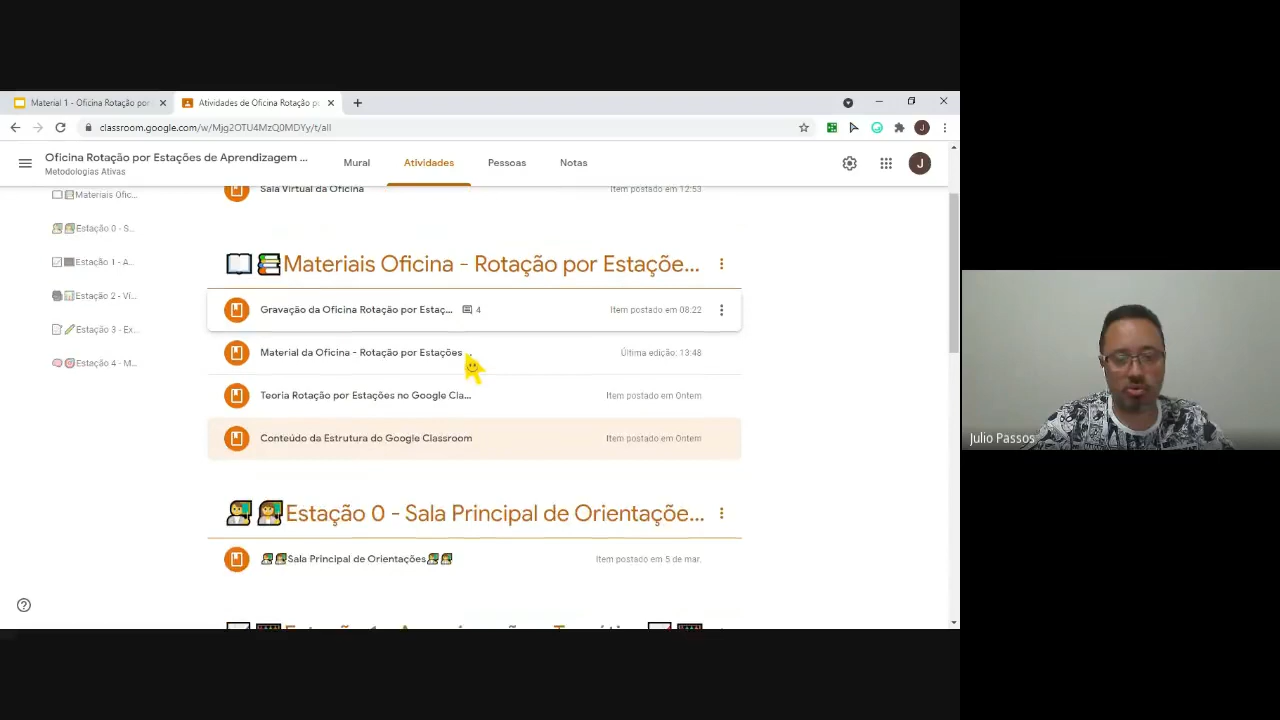 Material 1 - Oficina Rotação por
Atividades de Oficina Rotação po
classroom.google.com/w/Mjg2OTU4MzQ0MDYy/t/all
J
Oficina Rotação por Estações de Aprendizagem ...
Metodologias Ativas
Mural
Atividades
Pessoas
Notas
J
Materiais Ofic...
Estação 0 - S...
Estação 1 - A...
Estação 2 - Ví...
Estação 3 - Ex...
Estação 4 - M...
Sala Virtual da Oficina
Item postado em 12:53
Materiais Oficina - Rotação por Estaçõe...
Gravação da Oficina Rotação por Estaç... 4
Item postado em 08:22
Material da Oficina - Rotação por Estações ...
Última edição: 13:48
Teoria Rotação por Estações no Google Cla...
Item postado em Ontem
Conteúdo da Estrutura do Google Classroom
Item postado em Ontem
Estação 0 - Sala Principal de Orientaçõe...
Sala Principal de Orientações
Item postado em 5 de mar.
Julio Passos